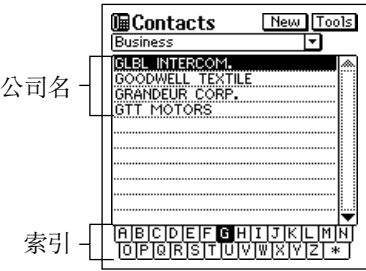 Contacts New Tools
Business
公司名
GLBL INTERCOM.
GOODWELL TEXTILE
GRANDEUR CORP.
GTT MOTORS
索引
A B C D E F G H I J K L M N
O P Q R S T U V W X Y Z *